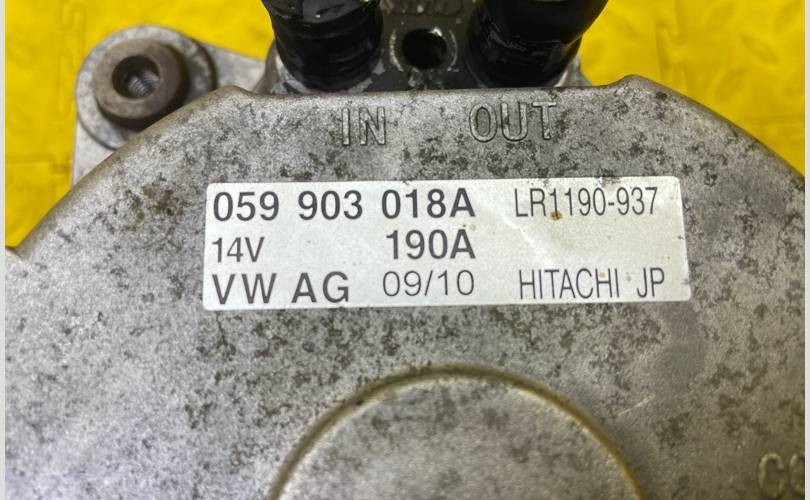 IN OUT
059 903 018A LR1190-937
14V 190A
VW AG 09/10 HITACHI JP